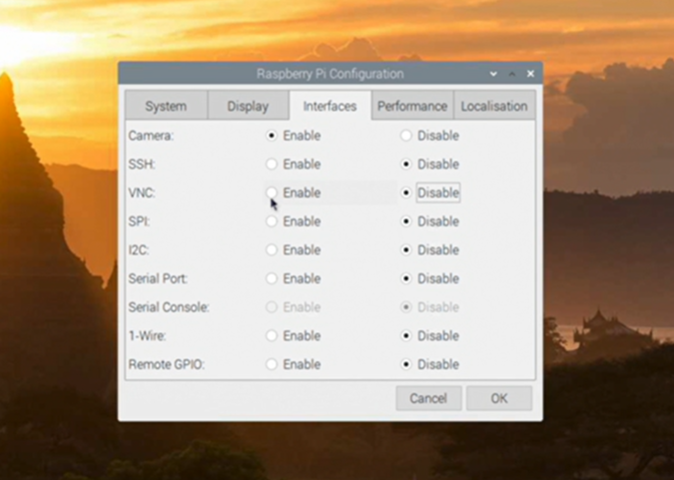 Raspberry Pi Configuration
System Display Interfaces Performance Localisation
Camera: Enable Disable
SSH: Enable Disable
VNC: Enable Disable
SPI: Enable Disable
I2C: Enable Disable
Serial Port: Enable Disable
Serial Console: Enable Disable
1-Wire: Enable Disable
Remote GPIO: Enable Disable
Cancel OK